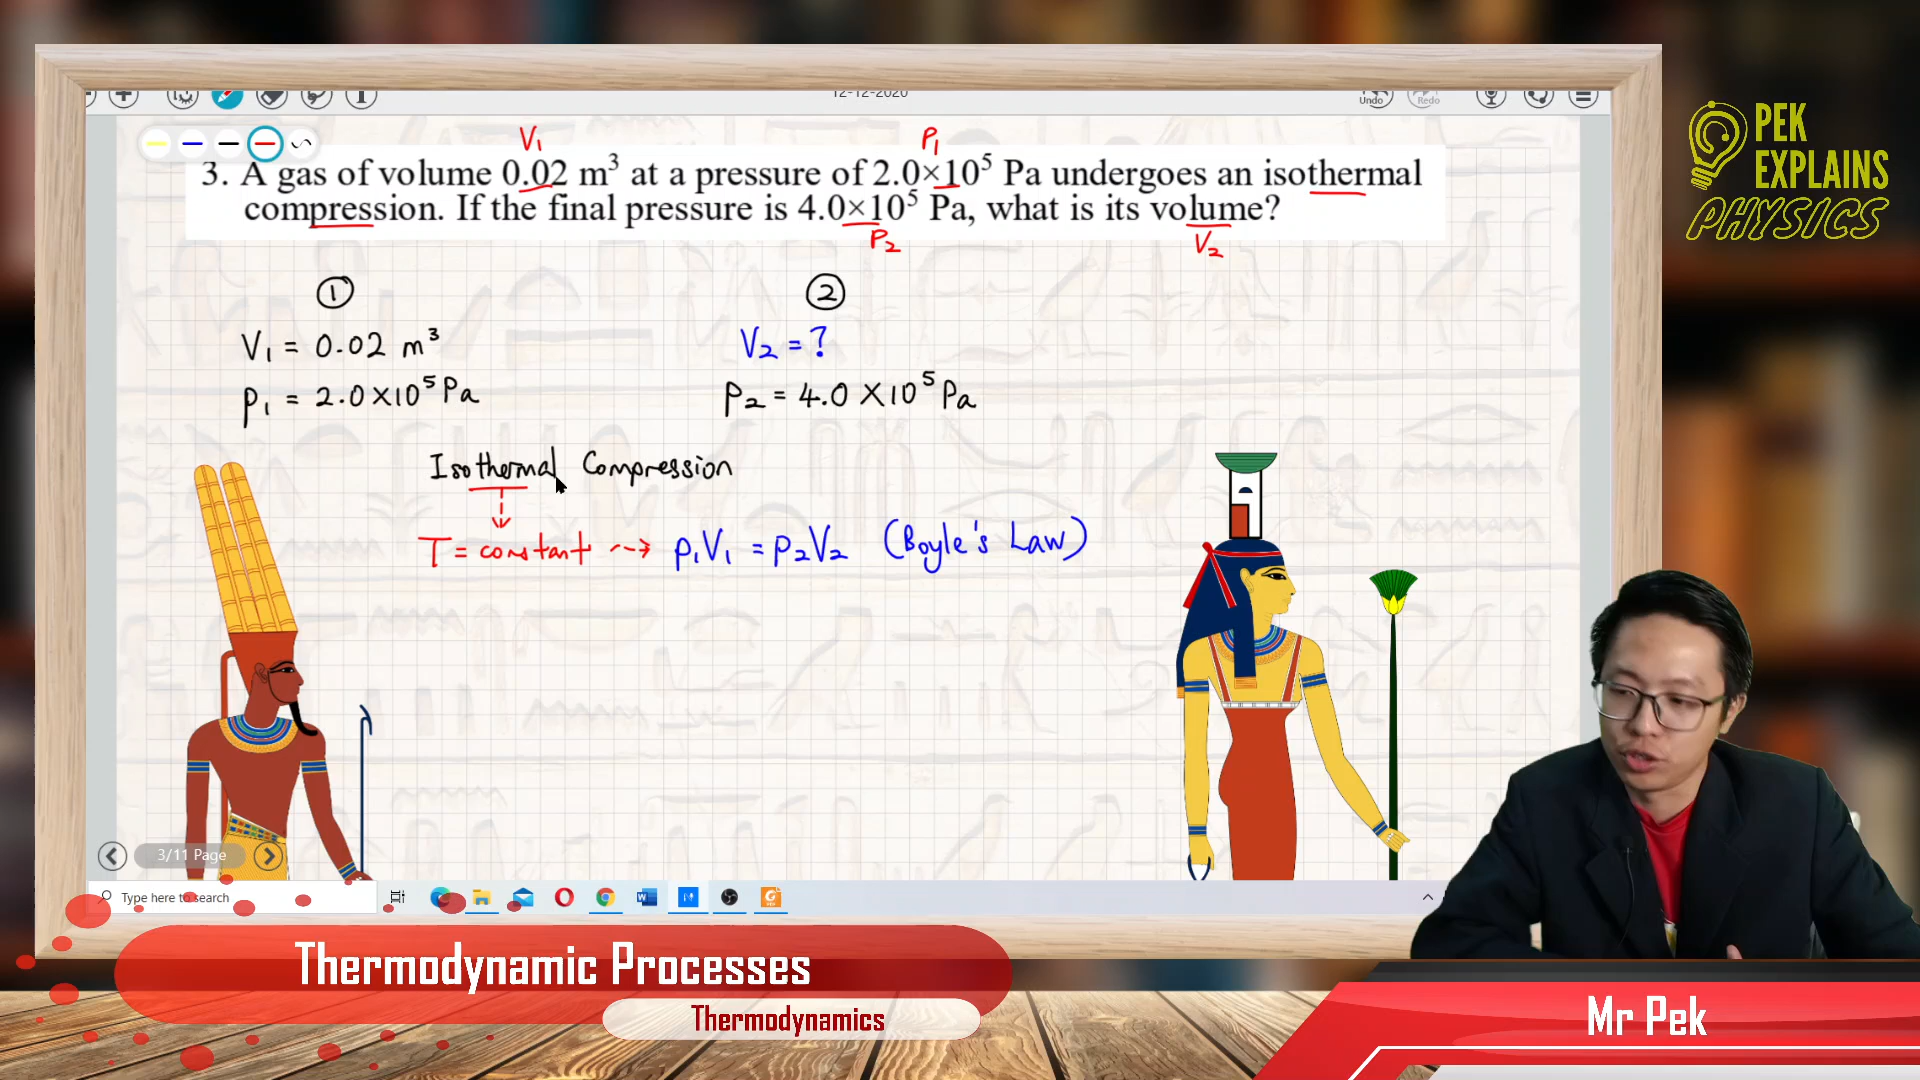 12-12-2020
Undo
Redo
V₁
P₁
3. A gas of volume 0.02 m³ at a pressure of 2.0×10⁵ Pa undergoes an isothermal
compression. If the final pressure is 4.0×10⁵ Pa, what is its volume?
P₂
V₂
①
②
V₁ = 0.02 m³
V₂ = ?
P₁ = 2.0 ×10⁵ Pa
P₂ = 4.0 ×10⁵ Pa
Isothermal Compression
T = constant → P₁V₁ = P₂V₂ (Boyle's Law)
3/11 Page
Type here to search
PEK
EXPLAINS
PHYSICS
Thermodynamic Processes
Thermodynamics
Mr Pek